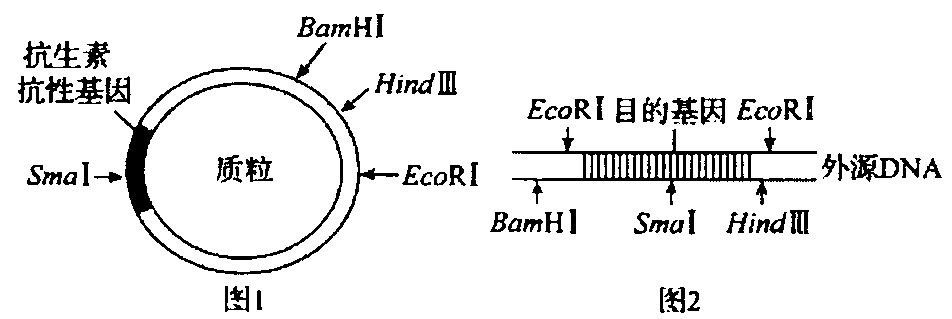 BamHⅠ
抗生素
抗性基因
HindⅢ
SmaⅠ
质粒
EcoRⅠ
图1
EcoRⅠ 目的基因 EcoRⅠ
外源DNA
BamHⅠ SmaⅠ HindⅢ
图2